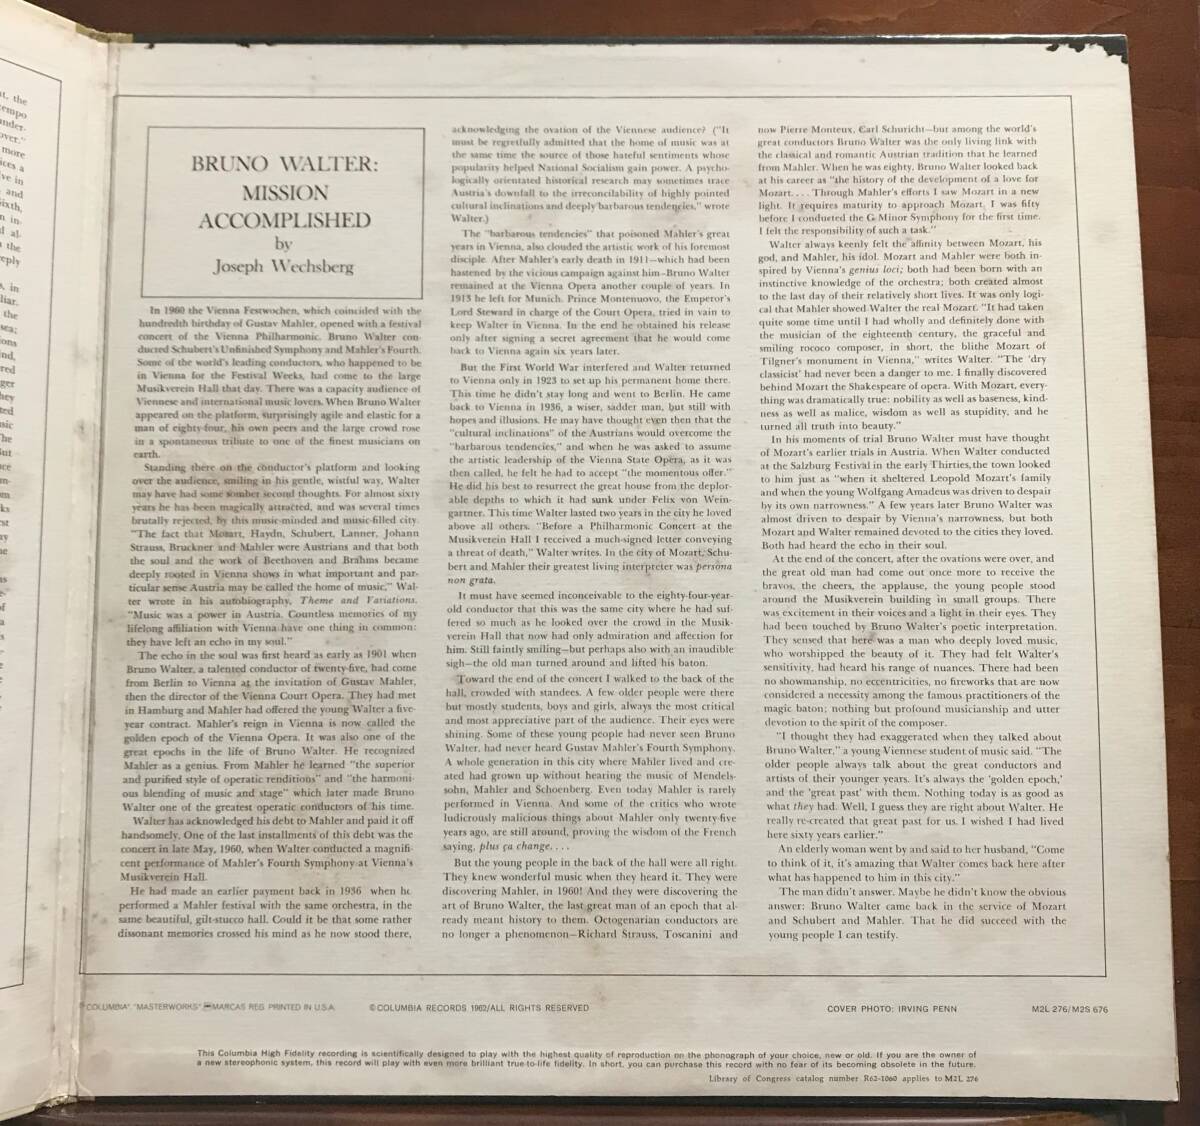 t, the
tempo
under-
over."
more
ices a
ve in
and
ixth,
n in-
d al-
the
eply
, in
liar.
the
sea;
ions
nd,
red
ger
hey
ted
sic
he
ut
ce
m-
m
ks
st
ay
ne
as
e-
of
a
s
r
e
BRUNO WALTER:
MISSION
ACCOMPLISHED
by
Joseph Wechsberg
In 1960 the Vienna Festwochen, which coincided with the
hundredth birthday of Gustav Mahler, opened with a festival
concert of the Vienna Philharmonic. Bruno Walter con-
ducted Schubert's Unfinished Symphony and Mahler's Fourth.
Some of the world's leading conductors, who happened to be
in Vienna for the Festival Weeks, had come to the large
Musikverein Hall that day. There was a capacity audience of
Viennese and international music lovers. When Bruno Walter
appeared on the platform, surprisingly agile and elastic for a
man of eighty-four, his own peers and the large crowd rose
in a spontaneous tribute to one of the finest musicians on
earth.
Standing there on the conductor's platform and looking
over the audience, smiling in his gentle, wistful way, Walter
may have had some somber second thoughts. For almost sixty
years he has been magically attracted, and was several times
brutally rejected, by this music-minded and music-filled city.
"The fact that Mozart, Haydn, Schubert, Lanner, Johann
Strauss, Bruckner and Mahler were Austrians and that both
the soul and the work of Beethoven and Brahms became
deeply rooted in Vienna shows in what important and par-
ticular sense Austria may be called the home of music," Wal-
ter wrote in his autobiography, Theme and Variations.
"Music was a power in Austria. Countless memories of my
lifelong affiliation with Vienna have one thing in common:
they have left an echo in my soul."
The echo in the soul was first heard as early as 1901 when
Bruno Walter, a talented conductor of twenty-five, had come
from Berlin to Vienna at the invitation of Gustav Mahler,
then the director of the Vienna Court Opera. They had met
in Hamburg and Mahler had offered the young Walter a five-
year contract. Mahler's reign in Vienna is now called the
golden epoch of the Vienna Opera. It was also one of the
great epochs in the life of Bruno Walter. He recognized
Mahler as a genius. From Mahler he learned "the superior
and purified style of operatic renditions" and "the harmoni-
ous blending of music and stage" which later made Bruno
Walter one of the greatest operatic conductors of his time.
Walter has acknowledged his debt to Mahler and paid it off
handsomely. One of the last installments of this debt was the
concert in late May, 1960, when Walter conducted a magnifi-
cent performance of Mahler's Fourth Symphony at Vienna's
Musikverein Hall.
He had made an earlier payment back in 1936 when he
performed a Mahler festival with the same orchestra, in the
same beautiful, gilt-stucco hall. Could it be that some rather
dissonant memories crossed his mind as he now stood there,
acknowledging the ovation of the Viennese audience? ("It
must be regretfully admitted that the home of music was at
the same time the source of those hateful sentiments whose
popularity helped National Socialism gain power. A psycho-
logically orientated historical research may sometimes trace
Austria's downfall to the irreconcilability of highly pointed
cultural inclinations and deeply barbarous tendencies," wrote
Walter.)
The "barbarous tendencies" that poisoned Mahler's great
years in Vienna, also clouded the artistic work of his foremost
disciple. After Mahler's early death in 1911—which had been
hastened by the vicious campaign against him—Bruno Walter
remained at the Vienna Opera another couple of years. In
1913 he left for Munich. Prince Montenuovo, the Emperor's
Lord Steward in charge of the Court Opera, tried in vain to
keep Walter in Vienna. In the end he obtained his release
only after signing a secret agreement that he would come
back to Vienna again six years later.
But the First World War interfered and Walter returned
to Vienna only in 1923 to set up his permanent home there.
This time he didn't stay long and went to Berlin. He came
back to Vienna in 1936, a wiser, sadder man, but still with
hopes and illusions. He may have thought even then that the
"cultural inclinations" of the Austrians would overcome the
"barbarous tendencies," and when he was asked to assume
the artistic leadership of the Vienna State Opera, as it was
then called, he felt he had to accept "the momentous offer."
He did his best to resurrect the great house from the deplor-
able depths to which it had sunk under Felix von Wein-
gartner. This time Walter lasted two years in the city he loved
above all others. "Before a Philharmonic Concert at the
Musikverein Hall I received a much-signed letter conveying
a threat of death," Walter writes. In the city of Mozart, Schu-
bert and Mahler their greatest living interpreter was persona
non grata.
It must have seemed inconceivable to the eighty-four-year-
old conductor that this was the same city where he had suf-
fered so much as he looked over the crowd in the Musik-
verein Hall that now had only admiration and affection for
him. Still faintly smiling—but perhaps also with an inaudible
sigh—the old man turned around and lifted his baton.
Toward the end of the concert I walked to the back of the
hall, crowded with standees. A few older people were there
but mostly students, boys and girls, always the most critical
and most appreciative part of the audience. Their eyes were
shining. Some of these young people had never seen Bruno
Walter, had never heard Gustav Mahler's Fourth Symphony.
A whole generation in this city where Mahler lived and cre-
ated had grown up without hearing the music of Mendels-
sohn, Mahler and Schoenberg. Even today Mahler is rarely
performed in Vienna. And some of the critics who wrote
ludicrously malicious things about Mahler only twenty-five
years ago, are still around, proving the wisdom of the French
saying, plus ça change. . . .
But the young people in the back of the hall were all right.
They knew wonderful music when they heard it. They were
discovering Mahler, in 1960! And they were discovering the
art of Bruno Walter, the last great man of an epoch that al-
ready meant history to them. Octogenarian conductors are
no longer a phenomenon—Richard Strauss, Toscanini and
now Pierre Monteux, Carl Schuricht—but among the world's
great conductors Bruno Walter was the only living link with
the classical and romantic Austrian tradition that he learned
from Mahler. When he was eighty, Bruno Walter looked back
at his career as "the history of the development of a love for
Mozart. . . . Through Mahler's efforts I saw Mozart in a new
light. It requires maturity to approach Mozart. I was fifty
before I conducted the G Minor Symphony for the first time.
I felt the responsibility of such a task."
Walter always keenly felt the affinity between Mozart, his
god, and Mahler, his idol. Mozart and Mahler were both in-
spired by Vienna's genius loci; both had been born with an
instinctive knowledge of the orchestra; both created almost
to the last day of their relatively short lives. It was only logi-
cal that Mahler showed Walter the real Mozart. "It had taken
quite some time until I had wholly and definitely done with
the musician of the eighteenth century, the graceful and
smiling rococo composer, in short, the blithe Mozart of
Tilgner's monument in Vienna," writes Walter. "The 'dry
classicist' had never been a danger to me. I finally discovered
behind Mozart the Shakespeare of opera. With Mozart, every-
thing was dramatically true: nobility as well as baseness, kind-
ness as well as malice, wisdom as well as stupidity, and he
turned all truth into beauty."
In his moments of trial Bruno Walter must have thought
of Mozart's earlier trials in Austria. When Walter conducted
at the Salzburg Festival in the early Thirties, the town looked
to him just as "when it sheltered Leopold Mozart's family
and when the young Wolfgang Amadeus was driven to despair
by its own narrowness." A few years later Bruno Walter was
almost driven to despair by Vienna's narrowness, but both
Mozart and Walter remained devoted to the cities they loved.
Both had heard the echo in their soul.
At the end of the concert, after the ovations were over, and
the great old man had come out once more to receive the
bravos, the cheers, the applause, the young people stood
around the Musikverein building in small groups. There
was excitement in their voices and a light in their eyes. They
had been touched by Bruno Walter's poetic interpretation.
They sensed that here was a man who deeply loved music,
who worshipped the beauty of it. They had felt Walter's
sensitivity, had heard his range of nuances. There had been
no showmanship, no eccentricities, no fireworks that are now
considered a necessity among the famous practitioners of the
magic baton; nothing but profound musicianship and utter
devotion to the spirit of the composer.
"I thought they had exaggerated when they talked about
Bruno Walter," a young Viennese student of music said. "The
older people always talk about the great conductors and
artists of their younger years. It's always the 'golden epoch,'
and the 'great past' with them. Nothing today is as good as
what they had. Well, I guess they are right about Walter. He
really re-created that great past for us. I wished I had lived
here sixty years earlier."
An elderly woman went by and said to her husband, "Come
to think of it, it's amazing that Walter comes back here after
what has happened to him in this city."
The man didn't answer. Maybe he didn't know the obvious
answer: Bruno Walter came back in the service of Mozart
and Schubert and Mahler. That he did succeed with the
young people I can testify.
"COLUMBIA", "MASTERWORKS", MARCAS REG. PRINTED IN U.S.A. © COLUMBIA RECORDS 1962/ALL RIGHTS RESERVED COVER PHOTO: IRVING PENN M2L 276/M2S 676
This Columbia High Fidelity recording is scientifically designed to play with the highest quality of reproduction on the phonograph of your choice, new or old. If you are the owner of
a new stereophonic system, this record will play with even more brilliant true-to-life fidelity. In short, you can purchase this record with no fear of its becoming obsolete in the future.
Library of Congress catalog number R62-1060 applies to M2L 276